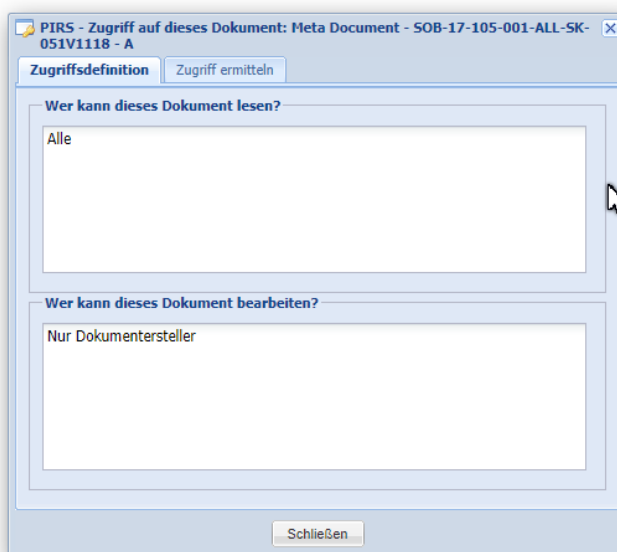 PIRS - Zugriff auf dieses Dokument: Meta Document - SOB-17-105-001-ALL-SK-
051V1118 - A
Zugriffsdefinition Zugriff ermitteln
Wer kann dieses Dokument lesen?
Alle
Wer kann dieses Dokument bearbeiten?
Nur Dokumentersteller
Schließen